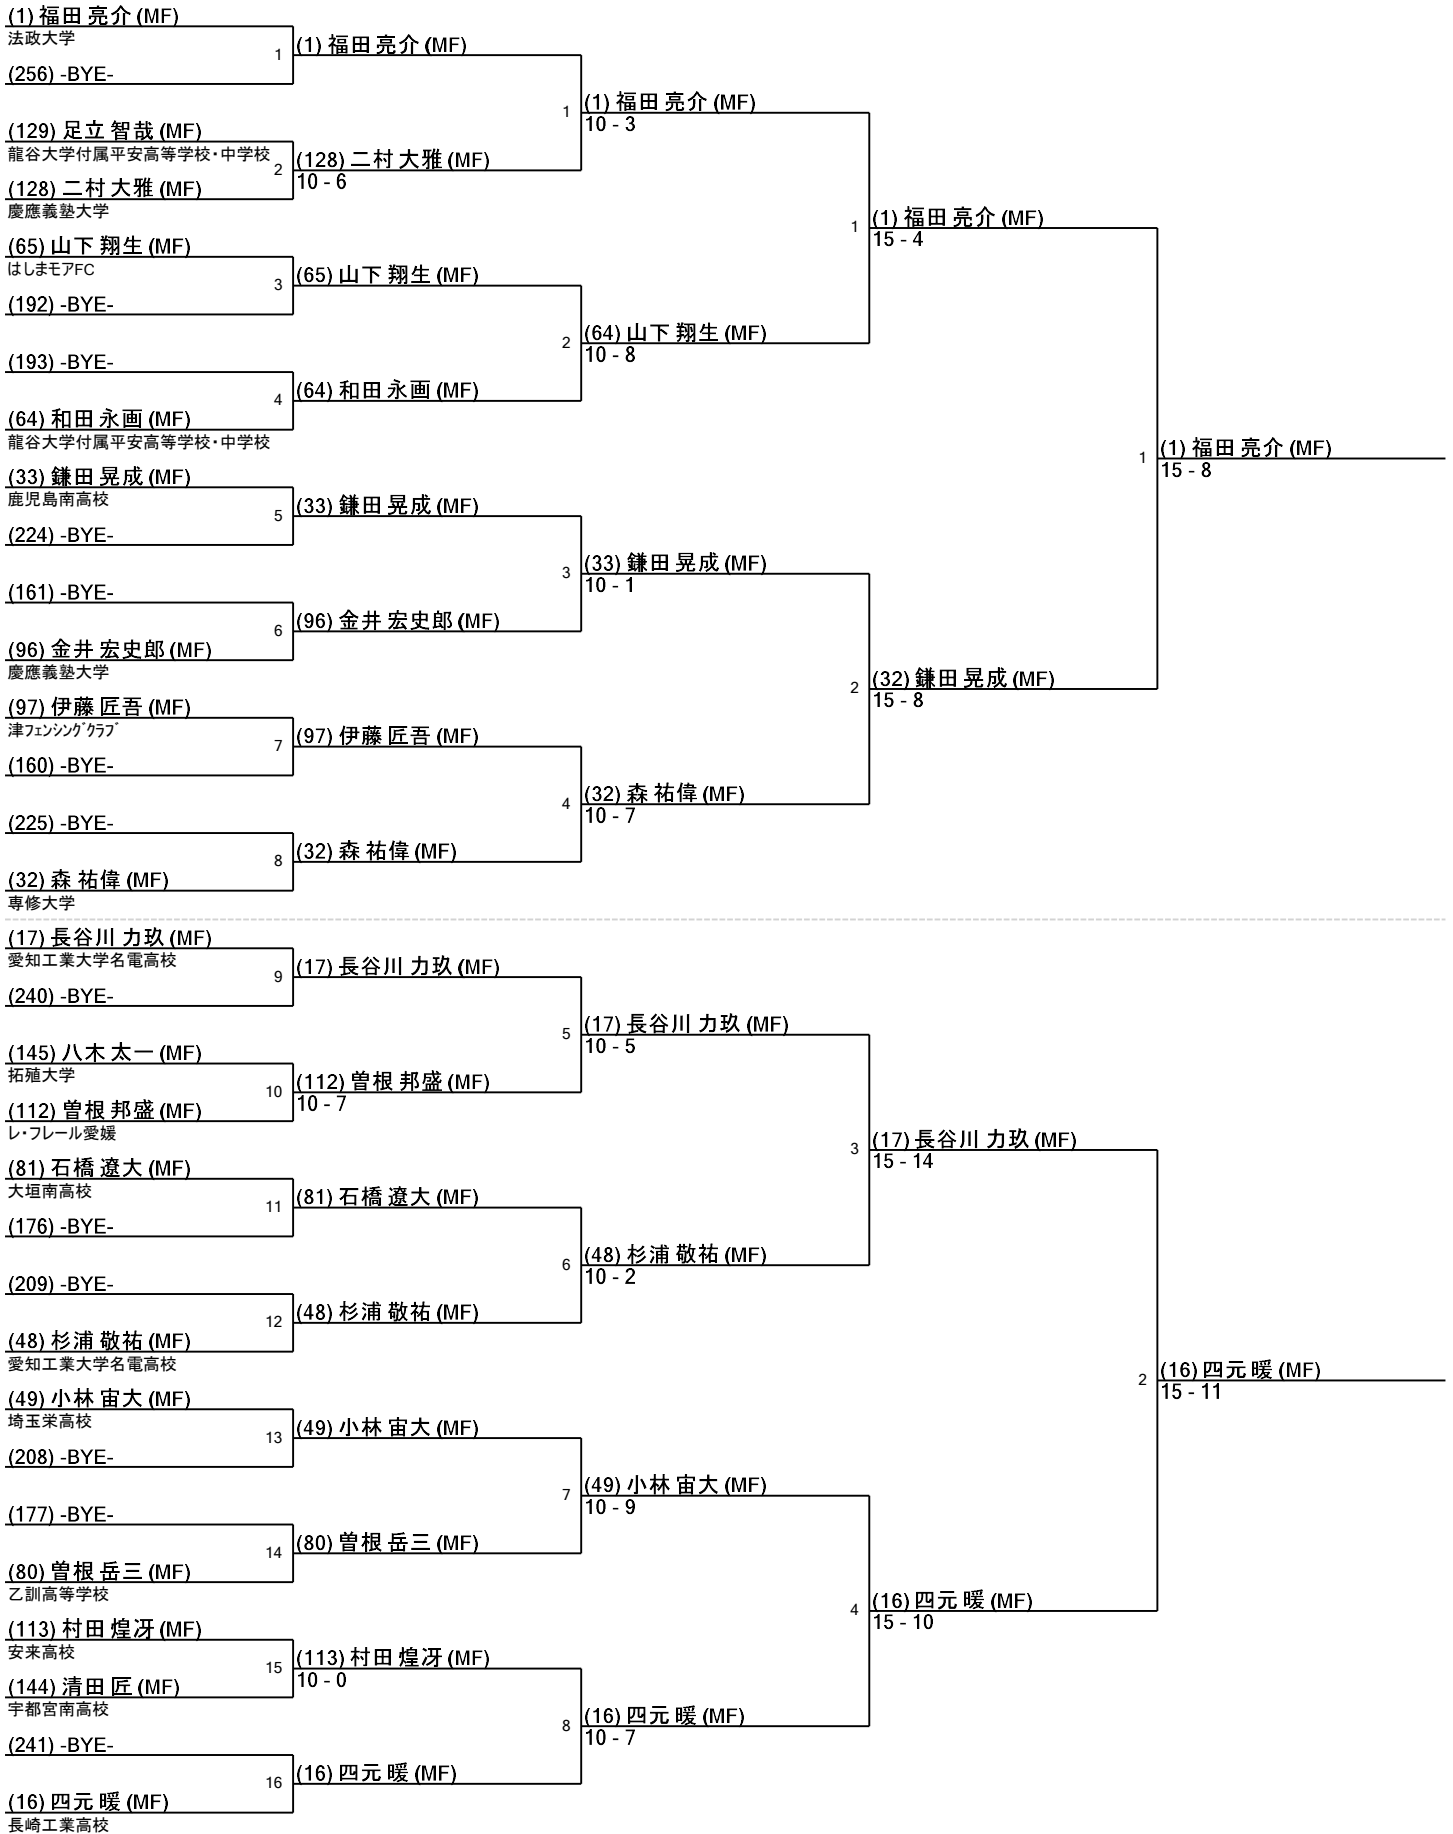 (1) 福田 亮介 (MF)
法政大学
1
(256) -BYE-
(129) 足立 智哉 (MF)
龍谷大学付属平安高等学校・中学校
2
(128) 二村 大雅 (MF)
慶應義塾大学
(65) 山下 翔生 (MF)
はしまモアFC
3
(192) -BYE-
(193) -BYE-
4
(64) 和田 永画 (MF)
龍谷大学付属平安高等学校・中学校
(33) 鎌田 晃成 (MF)
鹿児島南高校
5
(224) -BYE-
(161) -BYE-
6
(96) 金井 宏史郎 (MF)
慶應義塾大学
(97) 伊藤 匠吾 (MF)
津ﾌｪﾝｼﾝｸﾞｸﾗﾌﾞ
7
(160) -BYE-
(225) -BYE-
8
(32) 森 祐偉 (MF)
専修大学
(17) 長谷川 力玖 (MF)
愛知工業大学名電高校
9
(240) -BYE-
(145) 八木 太一 (MF)
拓殖大学
10
(112) 曽根 邦盛 (MF)
レ・フレール愛媛
(81) 石橋 遼大 (MF)
大垣南高校
11
(176) -BYE-
(209) -BYE-
12
(48) 杉浦 敬祐 (MF)
愛知工業大学名電高校
(49) 小林 宙大 (MF)
埼玉栄高校
13
(208) -BYE-
(177) -BYE-
14
(80) 曽根 岳三 (MF)
乙訓高等学校
(113) 村田 煌冴 (MF)
安来高校
15
(144) 清田 匠 (MF)
宇都宮南高校
(241) -BYE-
16
(16) 四元 暖 (MF)
長崎工業高校
(1) 福田 亮介 (MF)
1
(128) 二村 大雅 (MF)
10 - 6
(65) 山下 翔生 (MF)
2
(64) 和田 永画 (MF)
(33) 鎌田 晃成 (MF)
3
(96) 金井 宏史郎 (MF)
(97) 伊藤 匠吾 (MF)
4
(32) 森 祐偉 (MF)
(17) 長谷川 力玖 (MF)
5
(112) 曽根 邦盛 (MF)
10 - 7
(81) 石橋 遼大 (MF)
6
(48) 杉浦 敬祐 (MF)
(49) 小林 宙大 (MF)
7
(80) 曽根 岳三 (MF)
(113) 村田 煌冴 (MF)
10 - 0
8
(16) 四元 暖 (MF)
(1) 福田 亮介 (MF)
10 - 3
1
(64) 山下 翔生 (MF)
10 - 8
(33) 鎌田 晃成 (MF)
10 - 1
2
(32) 森 祐偉 (MF)
10 - 7
(17) 長谷川 力玖 (MF)
10 - 5
3
(48) 杉浦 敬祐 (MF)
10 - 2
(49) 小林 宙大 (MF)
10 - 9
4
(16) 四元 暖 (MF)
10 - 7
(1) 福田 亮介 (MF)
15 - 4
1
(32) 鎌田 晃成 (MF)
15 - 8
(17) 長谷川 力玖 (MF)
15 - 14
2
(16) 四元 暖 (MF)
15 - 10
(1) 福田 亮介 (MF)
15 - 8
(16) 四元 暖 (MF)
15 - 11